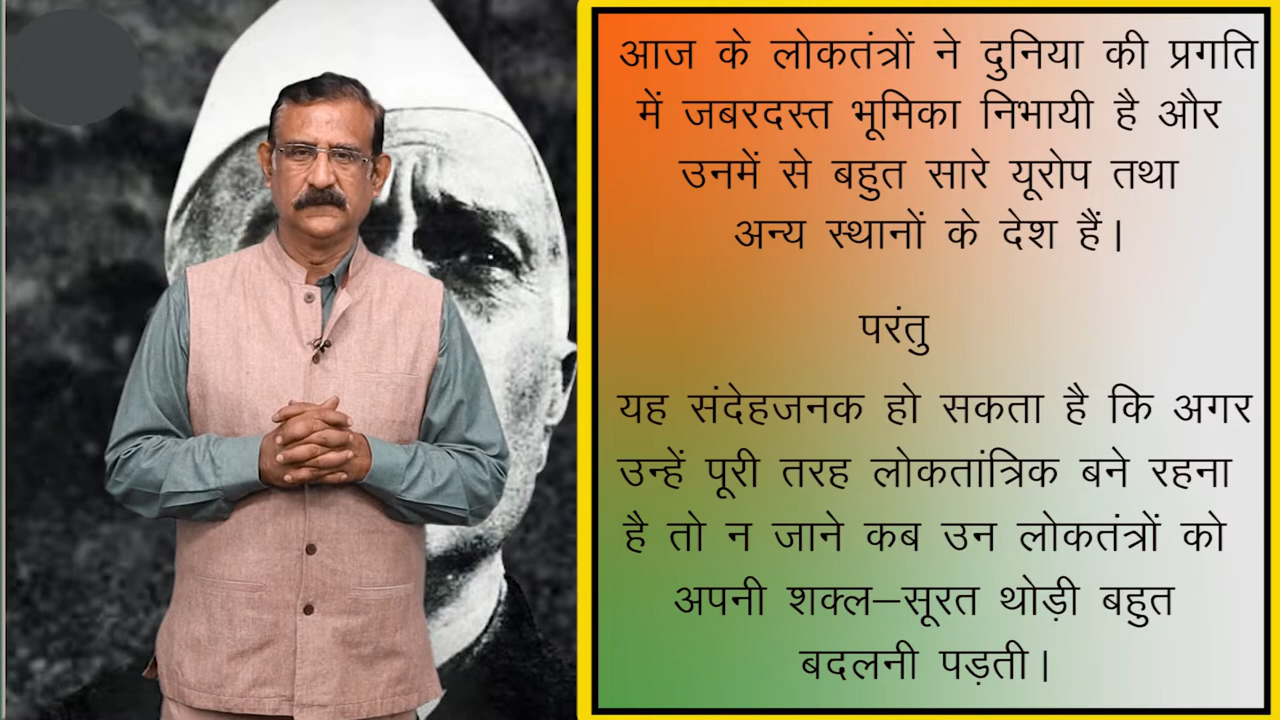 आज के लोकतंत्रों ने दुनिया की प्रगति
में जबरदस्त भूमिका निभायी है और
उनमें से बहुत सारे यूरोप तथा
अन्य स्थानों के देश हैं।
परंतु
यह संदेहजनक हो सकता है कि अगर
उन्हें पूरी तरह लोकतांत्रिक बने रहना
है तो न जाने कब उन लोकतंत्रों को
अपनी शक्ल–सूरत थोड़ी बहुत
बदलनी पड़ती।